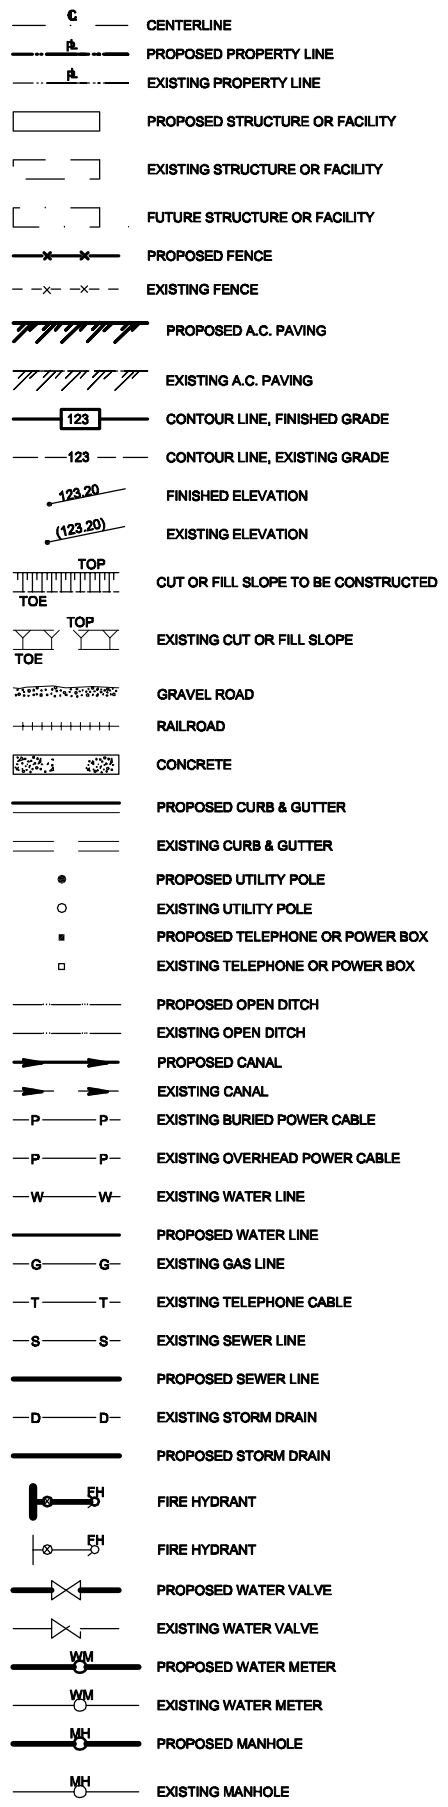 CL CENTERLINE
PL PROPOSED PROPERTY LINE
PL EXISTING PROPERTY LINE
PROPOSED STRUCTURE OR FACILITY
EXISTING STRUCTURE OR FACILITY
FUTURE STRUCTURE OR FACILITY
PROPOSED FENCE
EXISTING FENCE
PROPOSED A.C. PAVING
EXISTING A.C. PAVING
123 CONTOUR LINE, FINISHED GRADE
123 CONTOUR LINE, EXISTING GRADE
123.20 FINISHED ELEVATION
(123.20) EXISTING ELEVATION
TOP
CUT OR FILL SLOPE TO BE CONSTRUCTED
TOE
TOP
EXISTING CUT OR FILL SLOPE
TOE
GRAVEL ROAD
RAILROAD
CONCRETE
PROPOSED CURB & GUTTER
EXISTING CURB & GUTTER
PROPOSED UTILITY POLE
EXISTING UTILITY POLE
PROPOSED TELEPHONE OR POWER BOX
EXISTING TELEPHONE OR POWER BOX
PROPOSED OPEN DITCH
EXISTING OPEN DITCH
PROPOSED CANAL
EXISTING CANAL
P P EXISTING BURIED POWER CABLE
P P EXISTING OVERHEAD POWER CABLE
W W EXISTING WATER LINE
PROPOSED WATER LINE
G G EXISTING GAS LINE
T T EXISTING TELEPHONE CABLE
S S EXISTING SEWER LINE
PROPOSED SEWER LINE
D D EXISTING STORM DRAIN
PROPOSED STORM DRAIN
FH FIRE HYDRANT
FH FIRE HYDRANT
PROPOSED WATER VALVE
EXISTING WATER VALVE
WM PROPOSED WATER METER
WM EXISTING WATER METER
MH PROPOSED MANHOLE
MH EXISTING MANHOLE